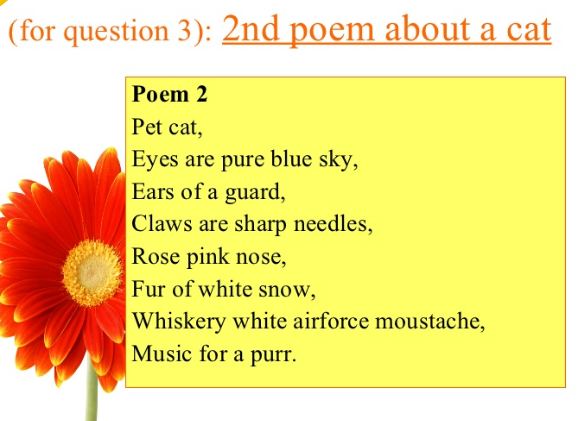 (for question 3): 2nd poem about a cat
Poem 2
Pet cat,
Eyes are pure blue sky,
Ears of a guard,
Claws are sharp needles,
Rose pink nose,
Fur of white snow,
Whiskery white airforce moustache,
Music for a purr.